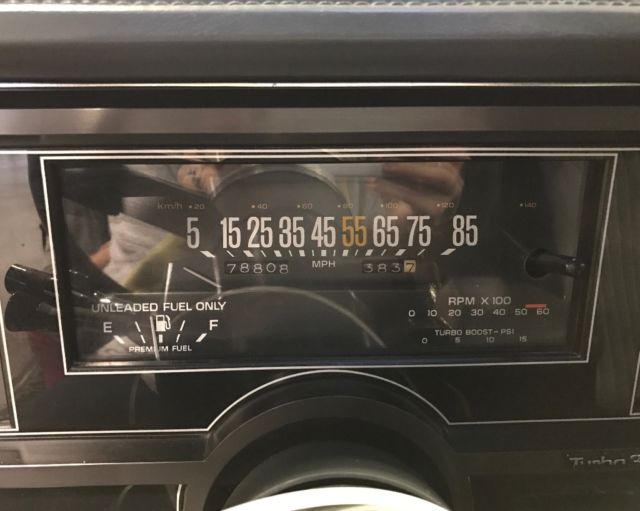 km/h 20 40 60 80 100 120 140
5 15 25 35 45 55 65 75 85
78808 MPH 3837
UNLEADED FUEL ONLY
E F
PREMIUM FUEL
RPM X 100
0 10 20 30 40 50 60
TURBO BOOST-PSI
0 5 10 15
Turbo